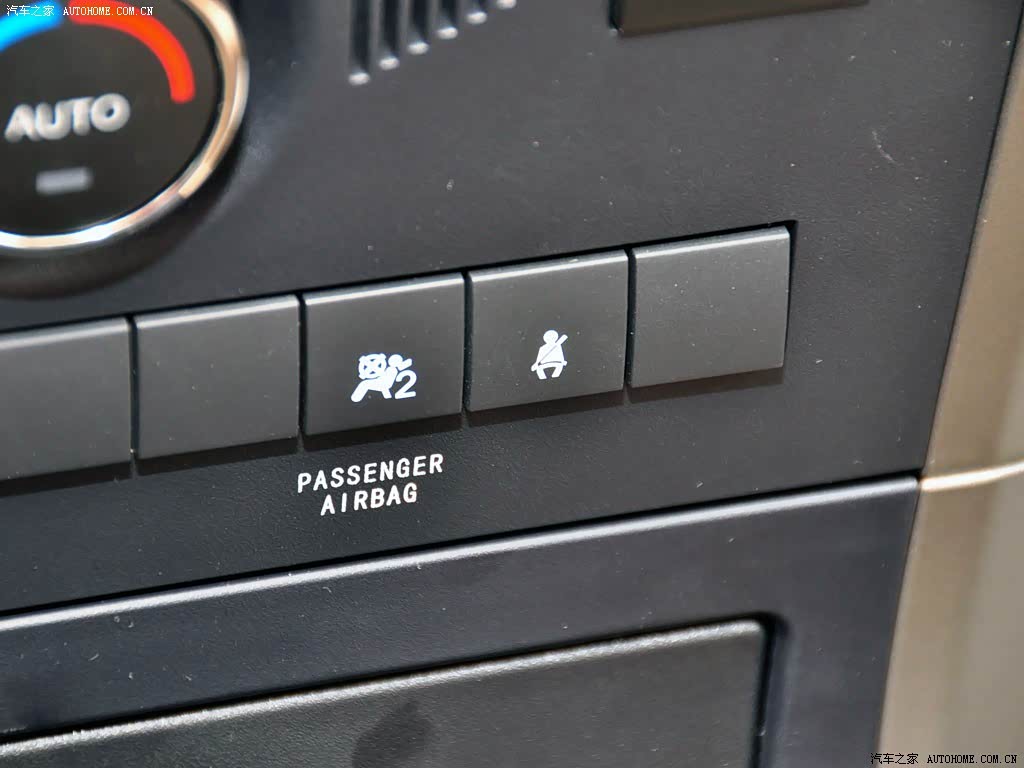 汽车之家 AUTOHOME.COM.CN
AUTO
2
PASSENGER
AIRBAG
汽车之家 AUTOHOME.COM.CN